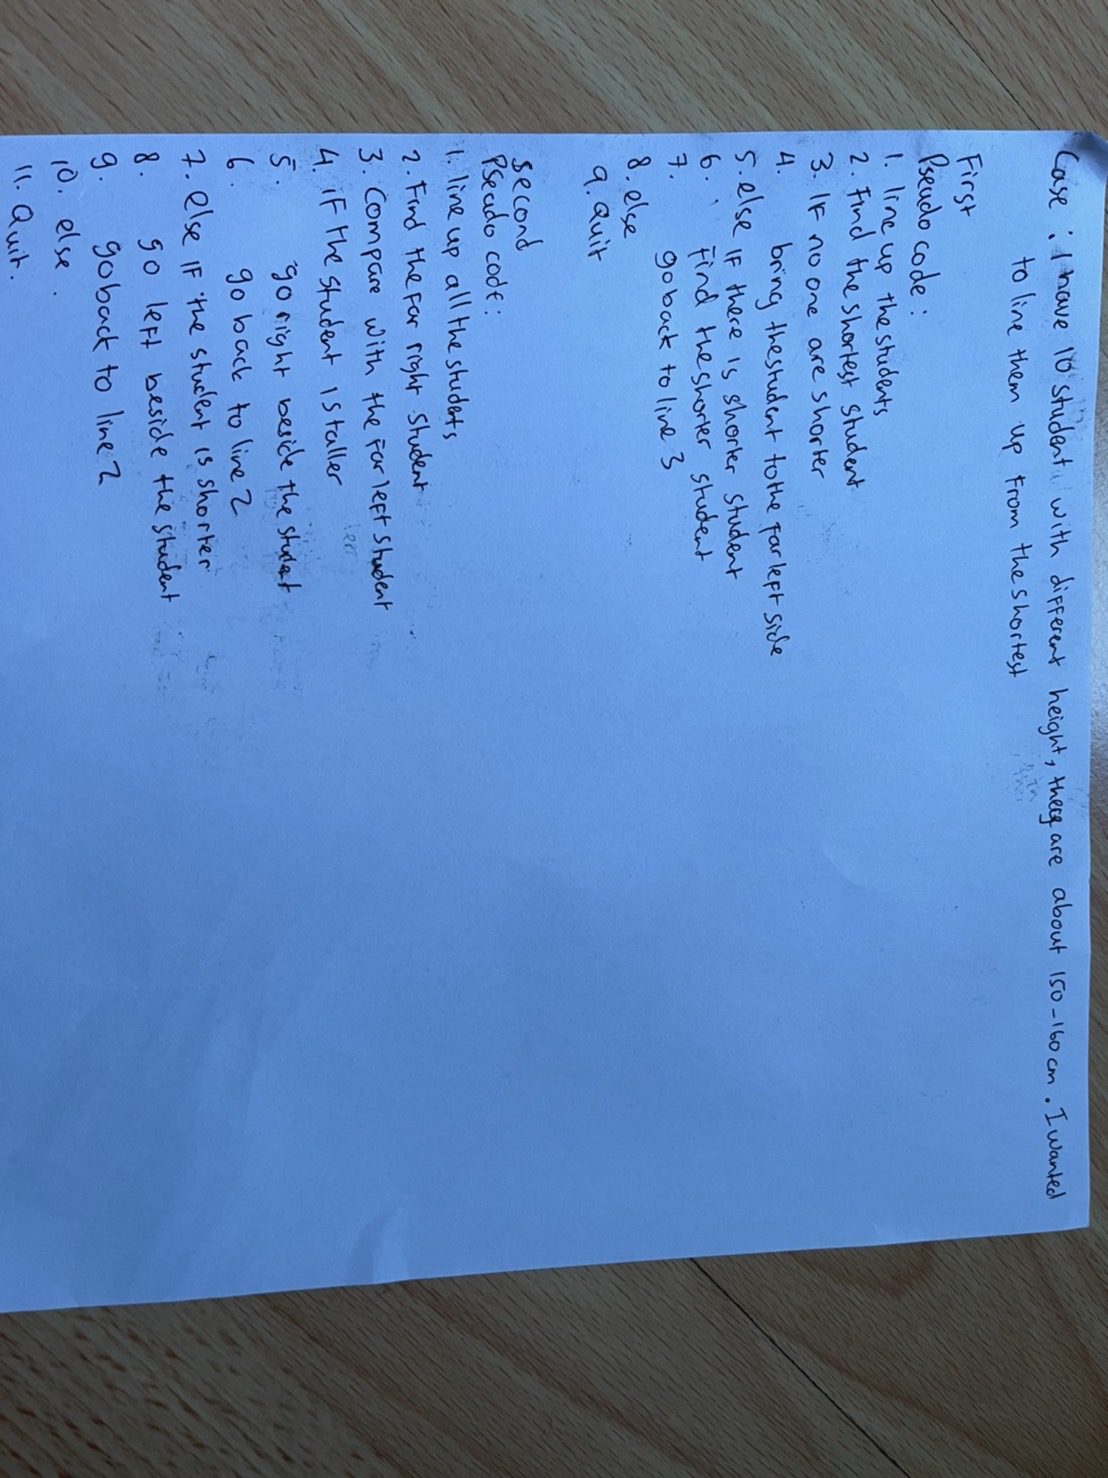 Case : I have 10 student with different height, they are about 150-160 cm. I wanted
to line them up from the shortest
First
Pseudo code :
1. line up the students
2. Find the shortest student
3. IF no one are shorter
4. bring the student to the far left side
5. else IF there is shorter student
6. Find the shorter student
7. go back to line 3
8. else
9. Quit
Second
Pseudo code :
1. line up all the students
2. Find the far right student
3. Compare with the far left student
4. IF the student is taller
5. go right beside the student
6. go back to line 2
7. else IF the student is shorter
8. go left beside the student
9. go back to line 2
10. else.
11. Quit.